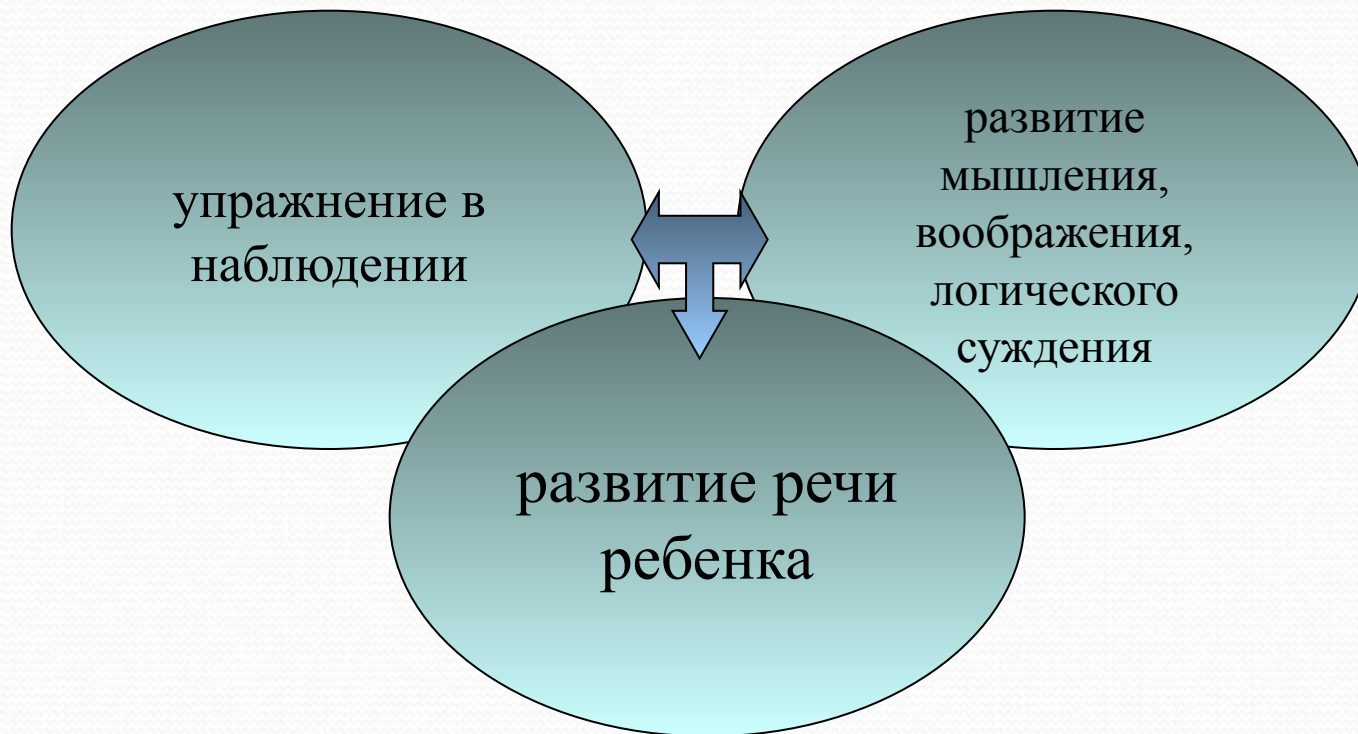 упражнение в
наблюдении
развитие
мышления,
воображения,
логического
суждения
развитие речи
ребенка